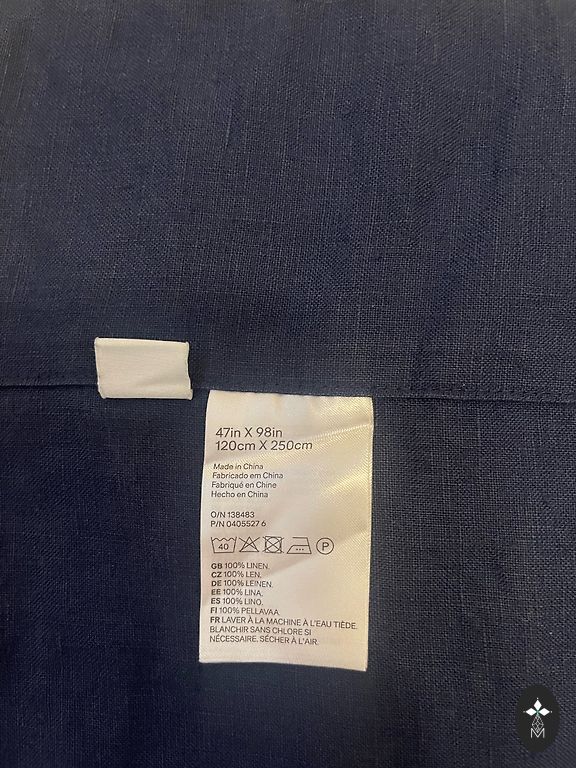 47in X 98in
120cm X 250cm
Made in China
Fabricado em China
Fabriqué en Chine
Hecho en China
O/N 138483
P/N 0405527 6
40 P
GB 100% LINEN.
CZ 100% LEN.
DE 100% LEINEN.
EE 100% LINA.
ES 100% LINO.
FI 100% PELLAVAA.
FR LAVER À LA MACHINE À L'EAU TIÈDE.
BLANCHIR SANS CHLORE SI
NÉCESSAIRE. SÉCHER À L'AIR.
M